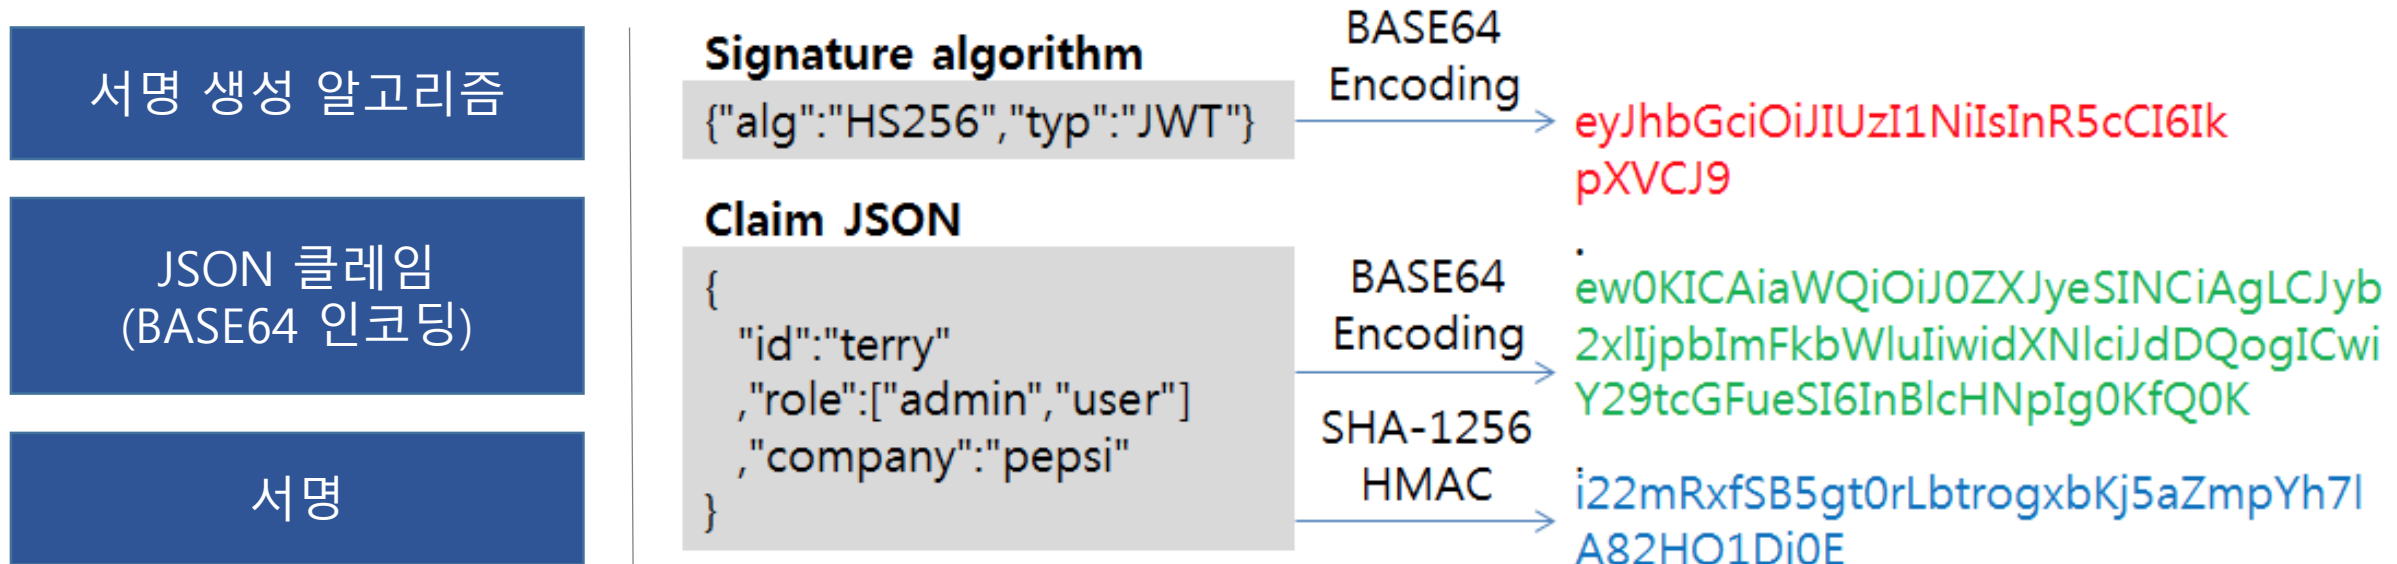 서명 생성 알고리즘
JSON 클레임
(BASE64 인코딩)
서명
Signature algorithm
{"alg":"HS256","typ":"JWT"}
BASE64
Encoding
eyJhbGciOiJIUzI1NiIsInR5cCI6Ik
pXVCJ9
Claim JSON
{
"id":"terry"
,"role":["admin","user"]
,"company":"pepsi"
}
BASE64
Encoding
.
ew0KICAiaWQiOiJ0ZXJyeSINCiAgLCJyb
2xlIjpbImFkbWluIiwidXNlciJdDQogICwi
Y29tcGFueSI6InBlcHNpIg0KfQ0K
SHA-1256
HMAC
.
i22mRxfSB5gt0rLbtrogxbKj5aZmpYh7l
A82HO1Di0E